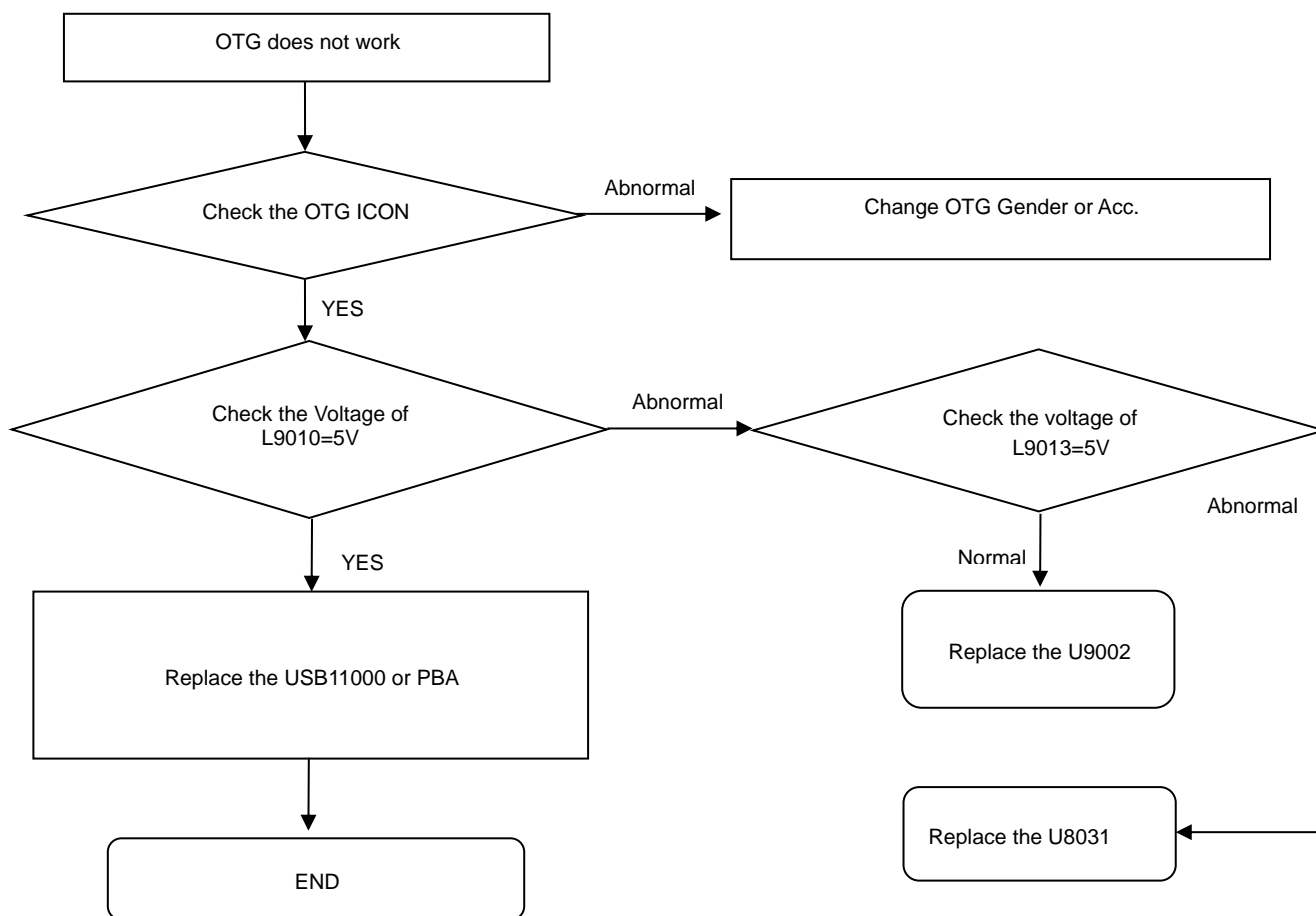 OTG does not work
Check the OTG ICON
Abnormal
Change OTG Gender or Acc.
YES
Check the Voltage of
L9010=5V
Abnormal
Check the voltage of
L9013=5V
Abnormal
YES
Normal
Replace the USB11000 or PBA
Replace the U9002
Replace the U8031
END